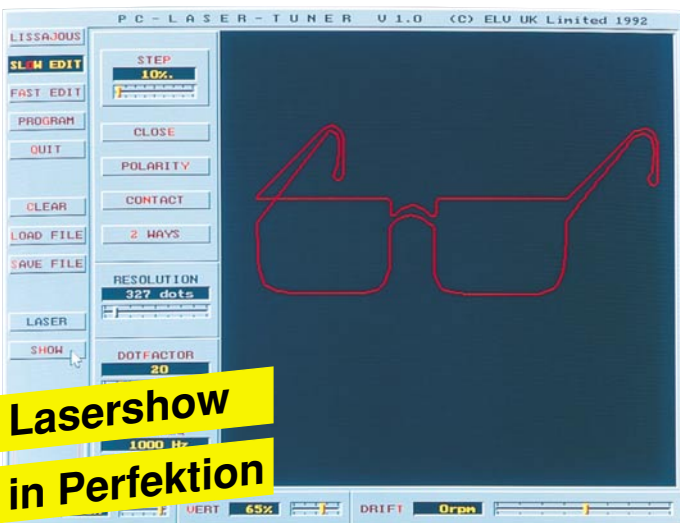 PC-LASER-TUNER V 1.0 (C) ELV UK Limited 1992
LISSAJOUS
SLOW EDIT
FAST EDIT
PROGRAM
QUIT
CLEAR
LOAD FILE
SAVE FILE
LASER
SHOW
STEP
10%.
CLOSE
POLARITY
CONTACT
2 WAYS
RESOLUTION
327 dots
DOTFACTOR
20
1000 Hz
VERT 65% DRIFT 0rpm
Lasershow
in Perfektion